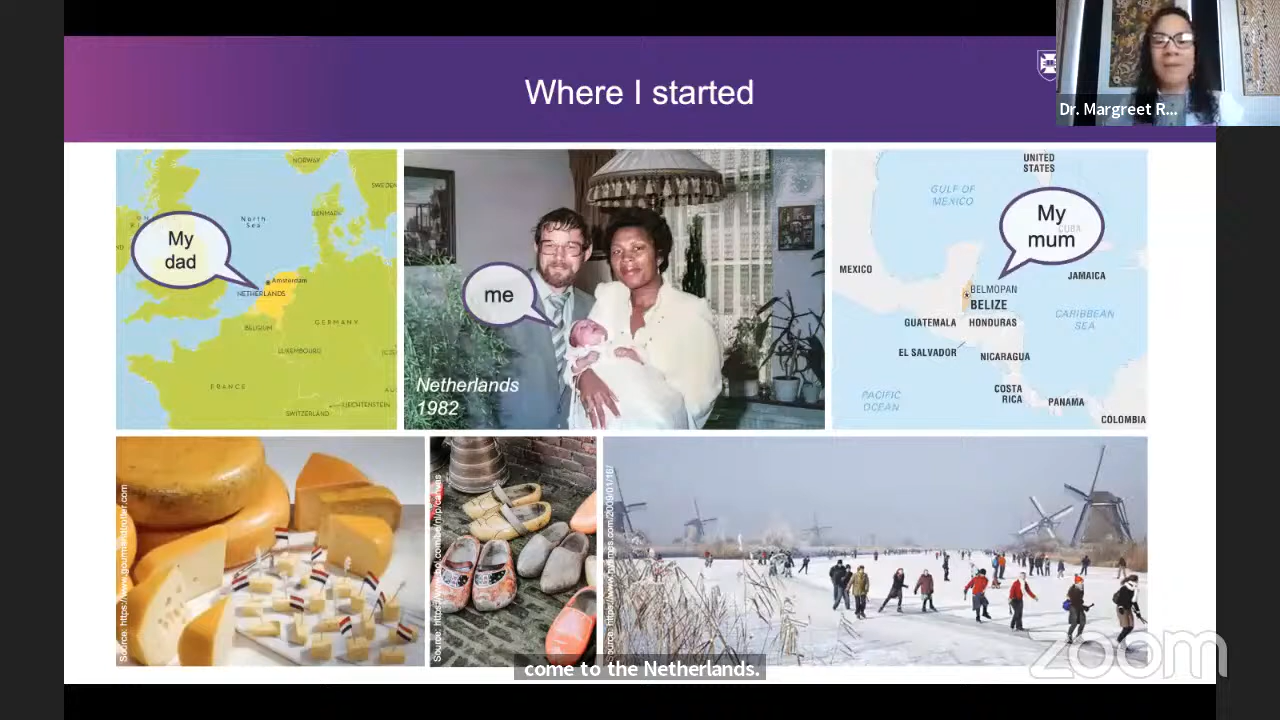 Where I started
Dr. Margreet R...
NORWAY
North
Sea
DENMARK
My
dad
Amsterdam
NETHERLANDS
BELGIUM
GERMANY
LUXEMBOURG
FRANCE
LIECHTENSTEIN
SWITZERLAND
me
Netherlands
1982
UNITED
STATES
GULF OF
MEXICO
My
mum
CUBA
MEXICO
JAMAICA
BELMOPAN
BELIZE
CARIBBEAN
SEA
GUATEMALA
HONDURAS
EL SALVADOR
NICARAGUA
COSTA
RICA
PANAMA
PACIFIC
OCEAN
COLOMBIA
come to the Netherlands.
zoom